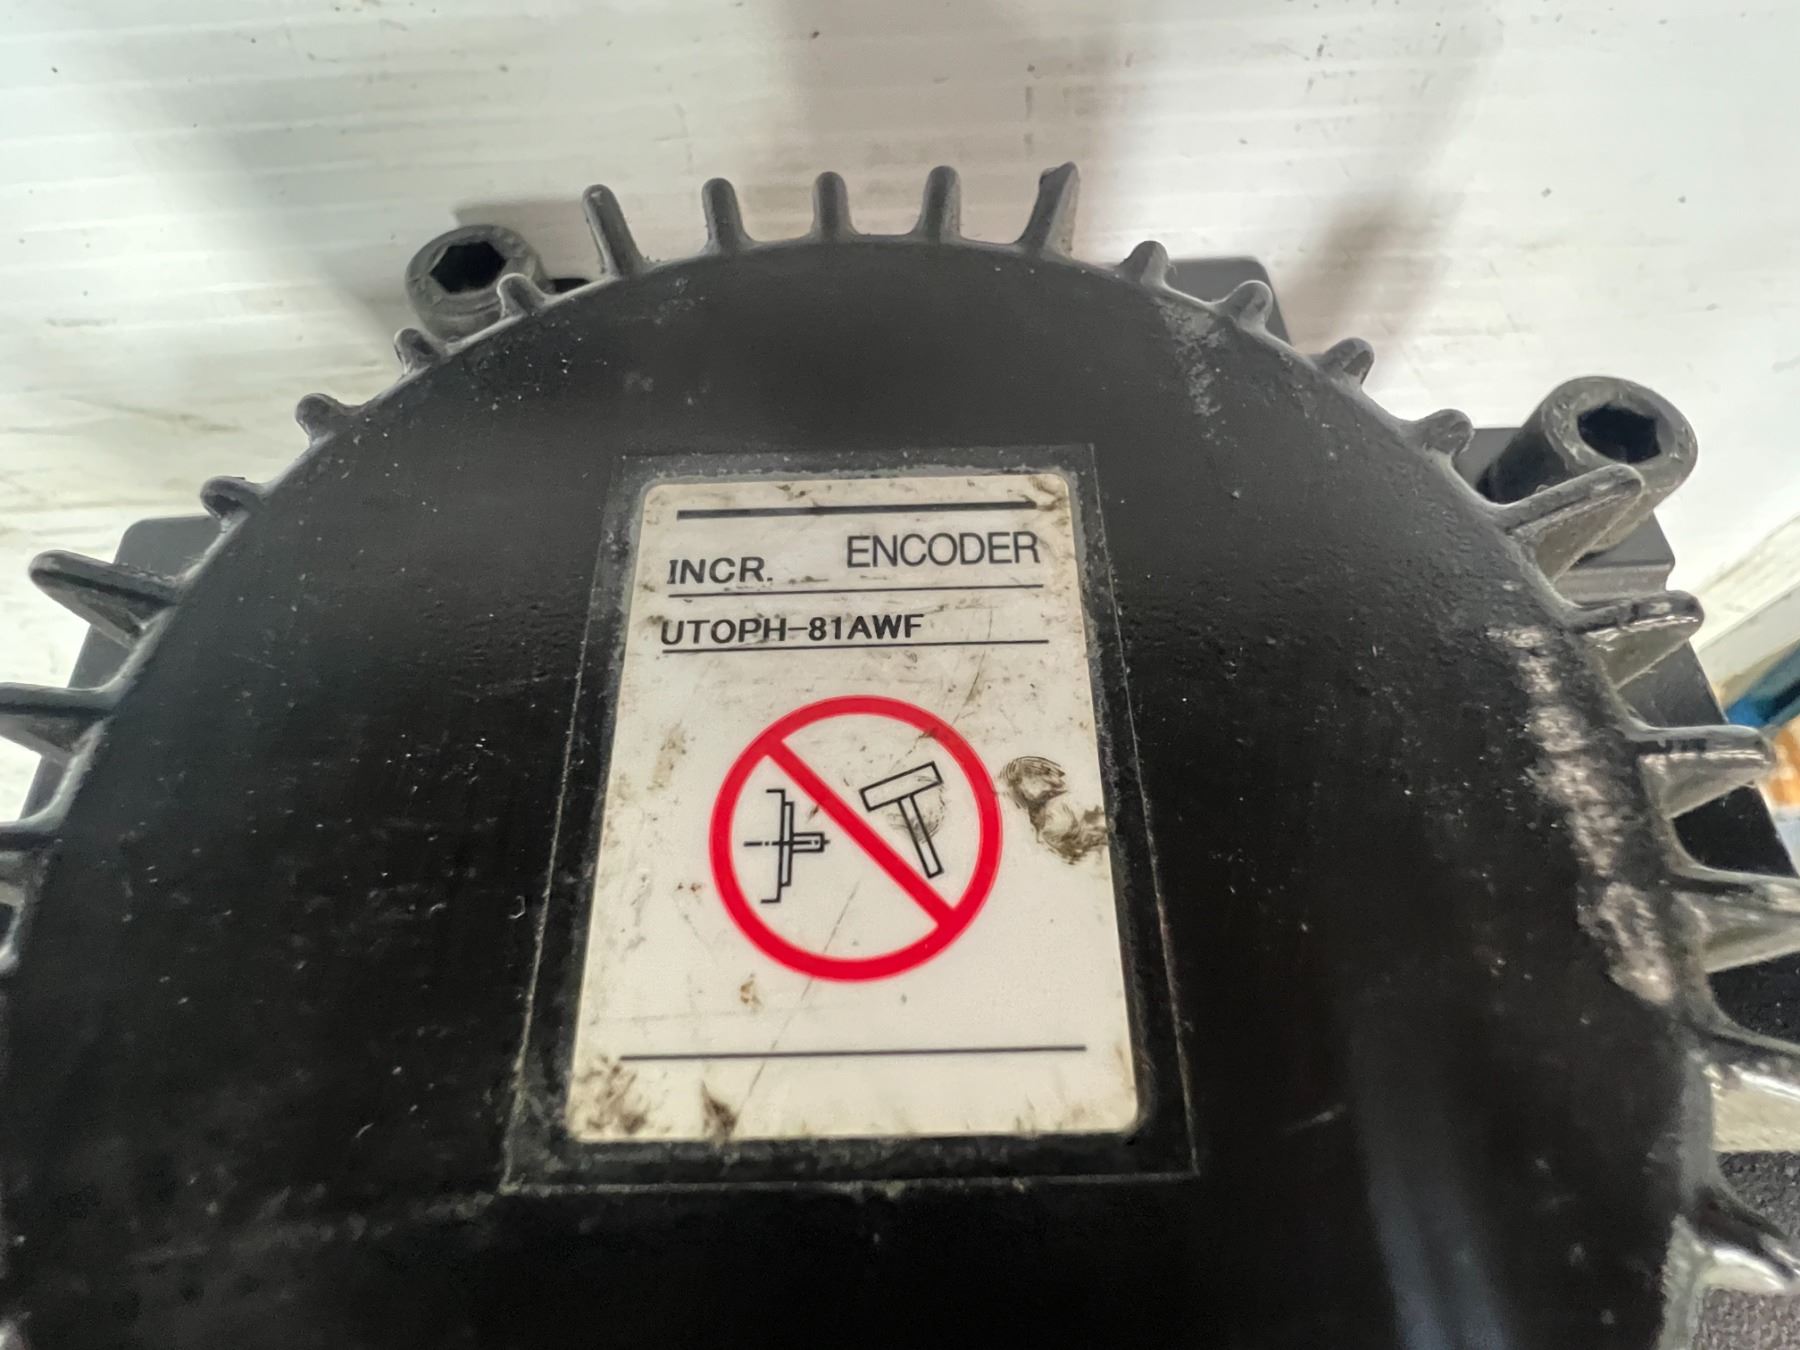 INCR. ENCODER
UTOPH-81AWF